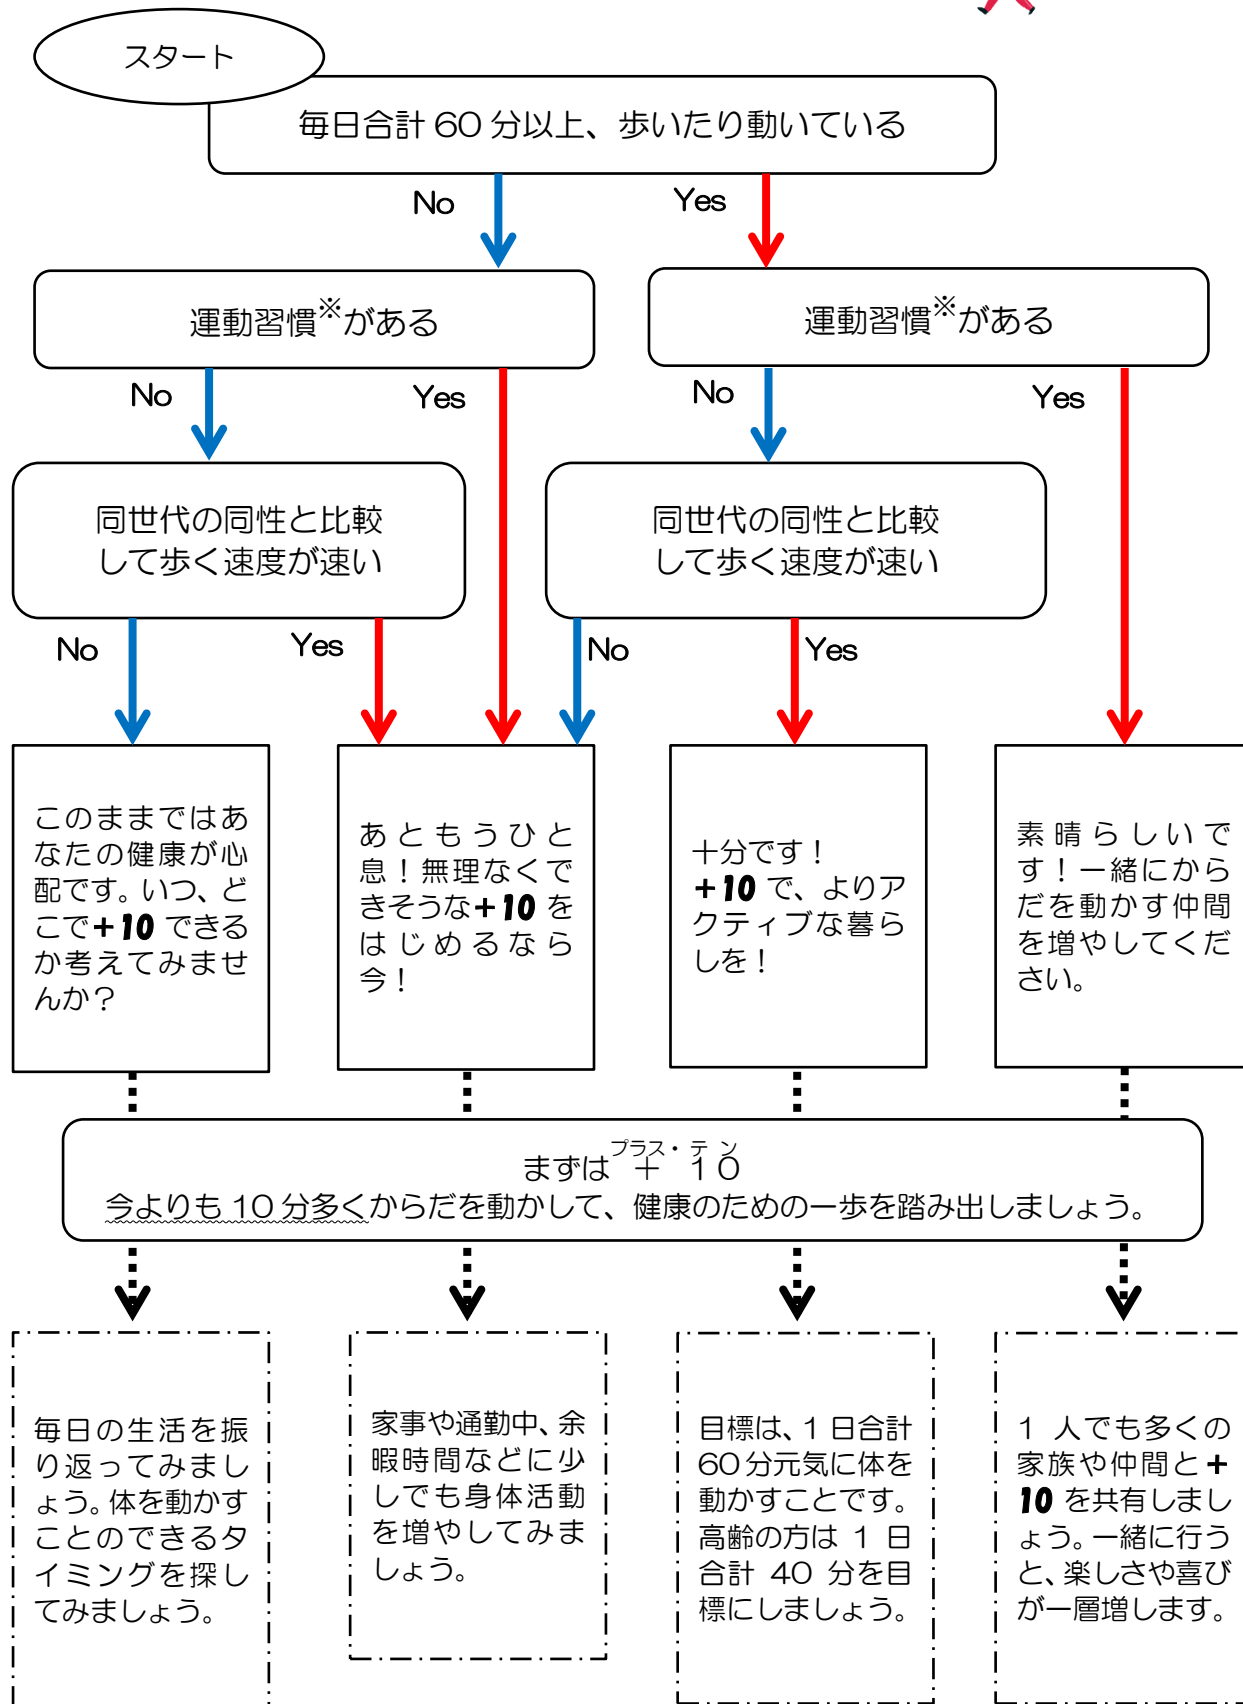 スタート
毎日合計 60 分以上、歩いたり動いている
No
Yes
運動習慣※がある
運動習慣※がある
No
Yes
No
Yes
同世代の同性と比較
して歩く速度が速い
同世代の同性と比較
して歩く速度が速い
No
Yes
No
Yes
このままではあ
なたの健康が心
配です。いつ、ど
こで+10 できる
か考えてみませ
んか?
あともうひと
息!無理なくで
きそうな+10 を
はじめるなら
今!
十分です!
+10 で、よりア
クティブな暮ら
しを!
素晴らしいで
す!一緒にから
だを動かす仲間
を増やしてくだ
さい。
プラス・テン
まずは + 10
今よりも 10 分多くからだを動かして、健康のための一歩を踏み出しましょう。
毎日の生活を振
り返ってみまし
ょう。体を動かす
ことのできるタ
イミングを探し
てみましょう。
家事や通勤中、余
暇時間などに少
しでも身体活動
を増やしてみま
しょう。
目標は、1 日合計
60 分元気に体を
動かすことです。
高齢の方は 1 日
合計 40 分を目
標にしましょう。
1 人でも多くの
家族や仲間と+
10 を共有しまし
ょう。一緒に行う
と、楽しさや喜び
が一層増します。